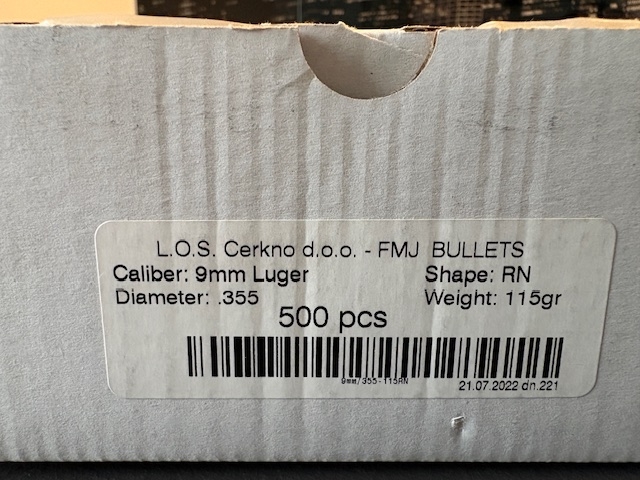 L.O.S. Cerkno d.o.o. - FMJ BULLETS
Caliber: 9mm Luger Shape: RN
Diameter: .355 Weight: 115gr
500 pcs
9mm/355-115RN
21.07.2022 dn.221